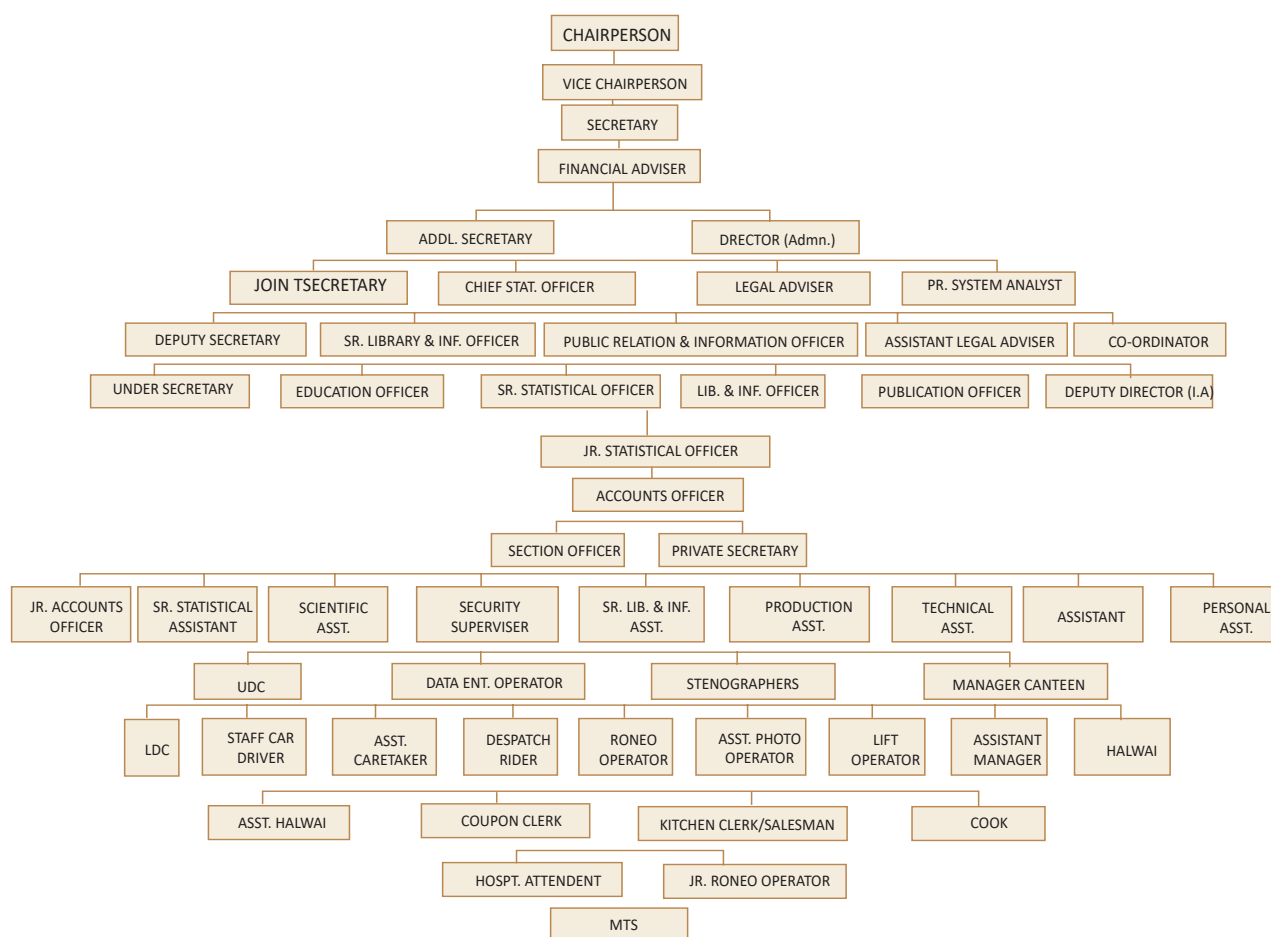 CHAIRPERSON
VICE CHAIRPERSON
SECRETARY
FINANCIAL ADVISER
ADDL. SECRETARY
DRECTOR (Admn.)
JOIN TSECRETARY
CHIEF STAT. OFFICER
LEGAL ADVISER
PR. SYSTEM ANALYST
DEPUTY SECRETARY
SR. LIBRARY & INF. OFFICER
PUBLIC RELATION & INFORMATION OFFICER
ASSISTANT LEGAL ADVISER
CO-ORDINATOR
UNDER SECRETARY
EDUCATION OFFICER
SR. STATISTICAL OFFICER
LIB. & INF. OFFICER
PUBLICATION OFFICER
DEPUTY DIRECTOR (I.A)
JR. STATISTICAL OFFICER
ACCOUNTS OFFICER
SECTION OFFICER
PRIVATE SECRETARY
JR. ACCOUNTS
OFFICER
SR. STATISTICAL
ASSISTANT
SCIENTIFIC
ASST.
SECURITY
SUPERVISER
SR. LIB. & INF.
ASST.
PRODUCTION
ASST.
TECHNICAL
ASST.
ASSISTANT
PERSONAL
ASST.
UDC
DATA ENT. OPERATOR
STENOGRAPHERS
MANAGER CANTEEN
LDC
STAFF CAR
DRIVER
ASST.
CARETAKER
DESPATCH
RIDER
RONEO
OPERATOR
ASST. PHOTO
OPERATOR
LIFT
OPERATOR
ASSISTANT
MANAGER
HALWAI
ASST. HALWAI
COUPON CLERK
KITCHEN CLERK/SALESMAN
COOK
HOSPT. ATTENDENT
JR. RONEO OPERATOR
MTS